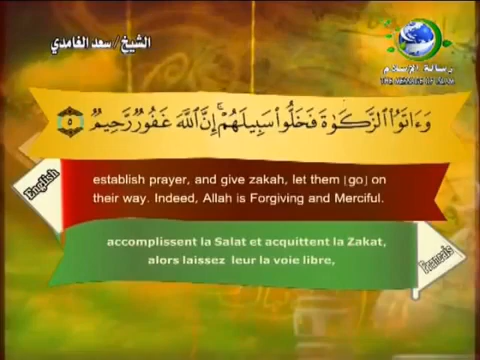 الشيخ / سعد الغامدي
رسالة الإسلام
THE MESSAGE OF ISLAM
وَءَاتَوُا۟ ٱلزَّكَوٰةَ فَخَلُّوا۟ سَبِيلَهُمْ ۚ إِنَّ ٱللَّهَ غَفُورٌ رَّحِيمٌ ٥
English
establish prayer, and give zakah, let them [go] on
their way. Indeed, Allah is Forgiving and Merciful.
accomplissent la Salat et acquittent la Zakat,
alors laissez leur la voie libre,
Francais